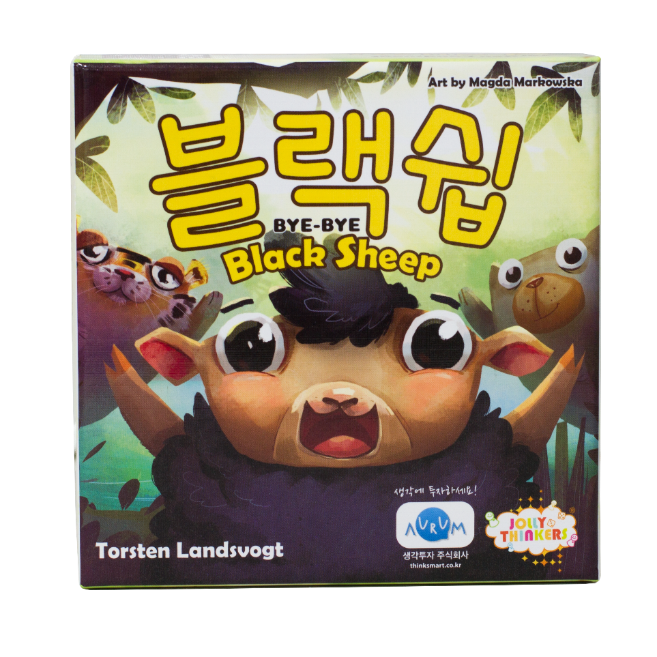 Art by Magda Markowska
블랙쉽
BYE-BYE
Black Sheep
생각에 투자하세요!
AURUM
JOLLY
THINKERS
Torsten Landsvogt
생각투자 주식회사
thinksmart.co.kr